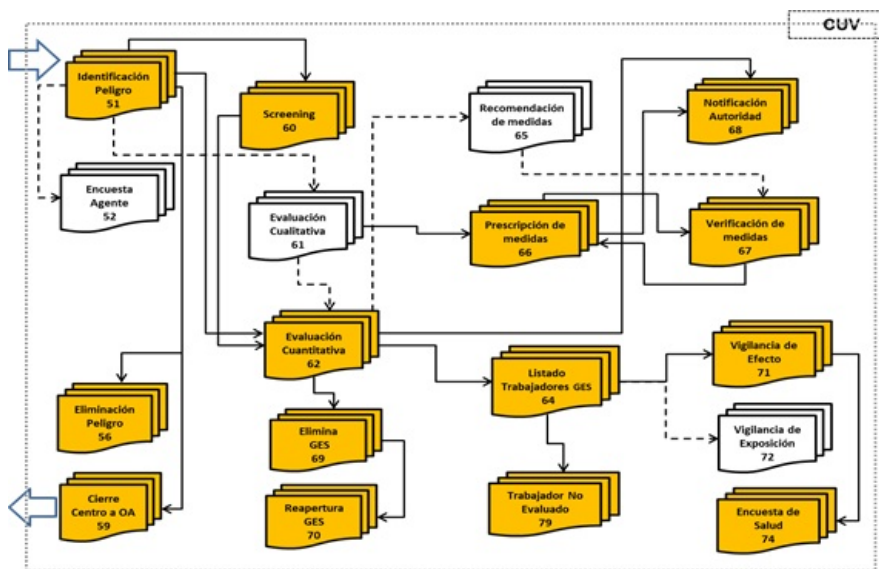 CUV
Identificación
Peligro
51
Screening
60
Recomendación
de medidas
65
Notificación
Autoridad
68
Encuesta
Agente
52
Evaluación
Cualitativa
61
Prescripción de
medidas
66
Verificación de
medidas
67
Evaluación
Cuantitativa
62
Listado
Trabajadores GES
64
Vigilancia de
Efecto
71
Eliminación
Peligro
56
Elimina
GES
69
Vigilancia de
Exposición
72
Cierre
Centro a OA
59
Reapertura
GES
70
Trabajador No
Evaluado
79
Encuesta de
Salud
74